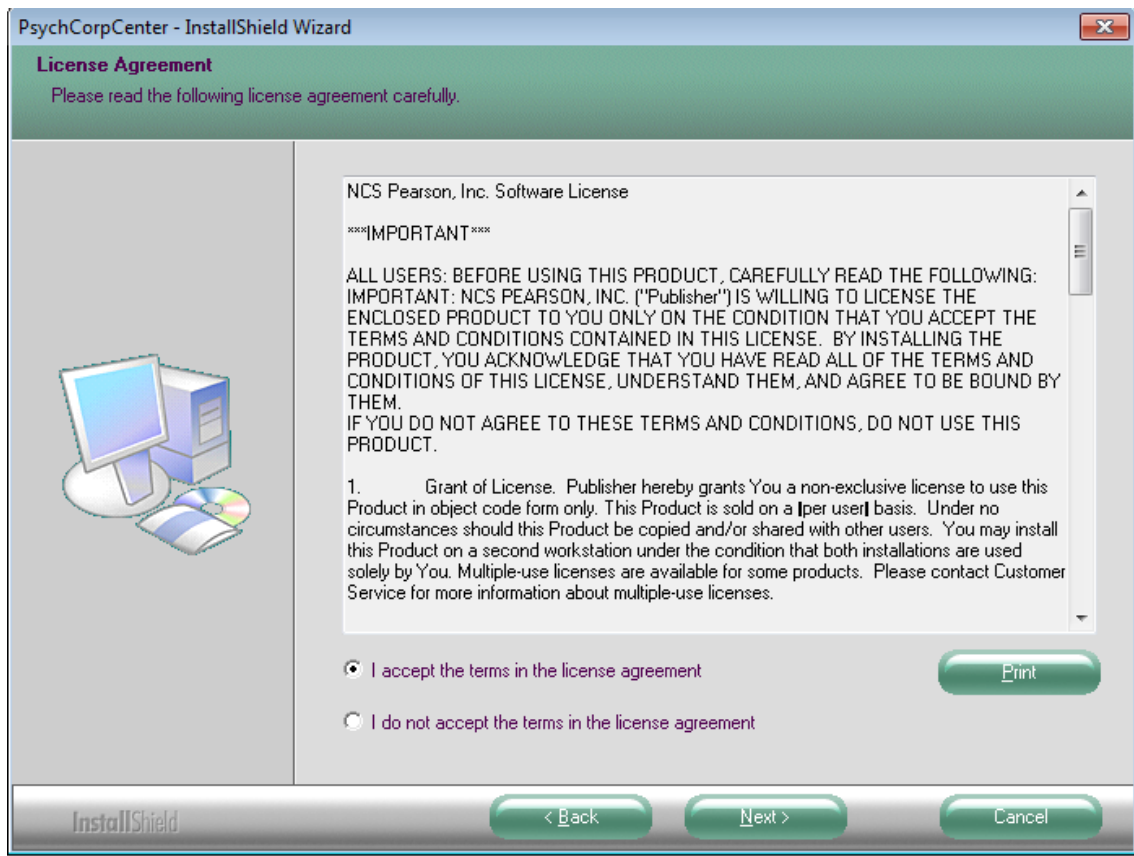 PsychCorpCenter - InstallShield Wizard
License Agreement
Please read the following license agreement carefully.
NCS Pearson, Inc. Software License
***IMPORTANT***
ALL USERS: BEFORE USING THIS PRODUCT, CAREFULLY READ THE FOLLOWING:
IMPORTANT: NCS PEARSON, INC. ("Publisher") IS WILLING TO LICENSE THE
ENCLOSED PRODUCT TO YOU ONLY ON THE CONDITION THAT YOU ACCEPT THE
TERMS AND CONDITIONS CONTAINED IN THIS LICENSE.  BY INSTALLING THE
PRODUCT, YOU ACKNOWLEDGE THAT YOU HAVE READ ALL OF THE TERMS AND
CONDITIONS OF THIS LICENSE, UNDERSTAND THEM, AND AGREE TO BE BOUND BY
THEM.
IF YOU DO NOT AGREE TO THESE TERMS AND CONDITIONS, DO NOT USE THIS
PRODUCT.
1. Grant of License.  Publisher hereby grants You a non-exclusive license to use this
Product in object code form only. This Product is sold on a |per user| basis.  Under no
circumstances should this Product be copied and/or shared with other users.  You may install
this Product on a second workstation under the condition that both installations are used
solely by You. Multiple-use licenses are available for some products.  Please contact Customer
Service for more information about multiple-use licenses.
I accept the terms in the license agreement
Print
I do not accept the terms in the license agreement
InstallShield
< Back
Next >
Cancel